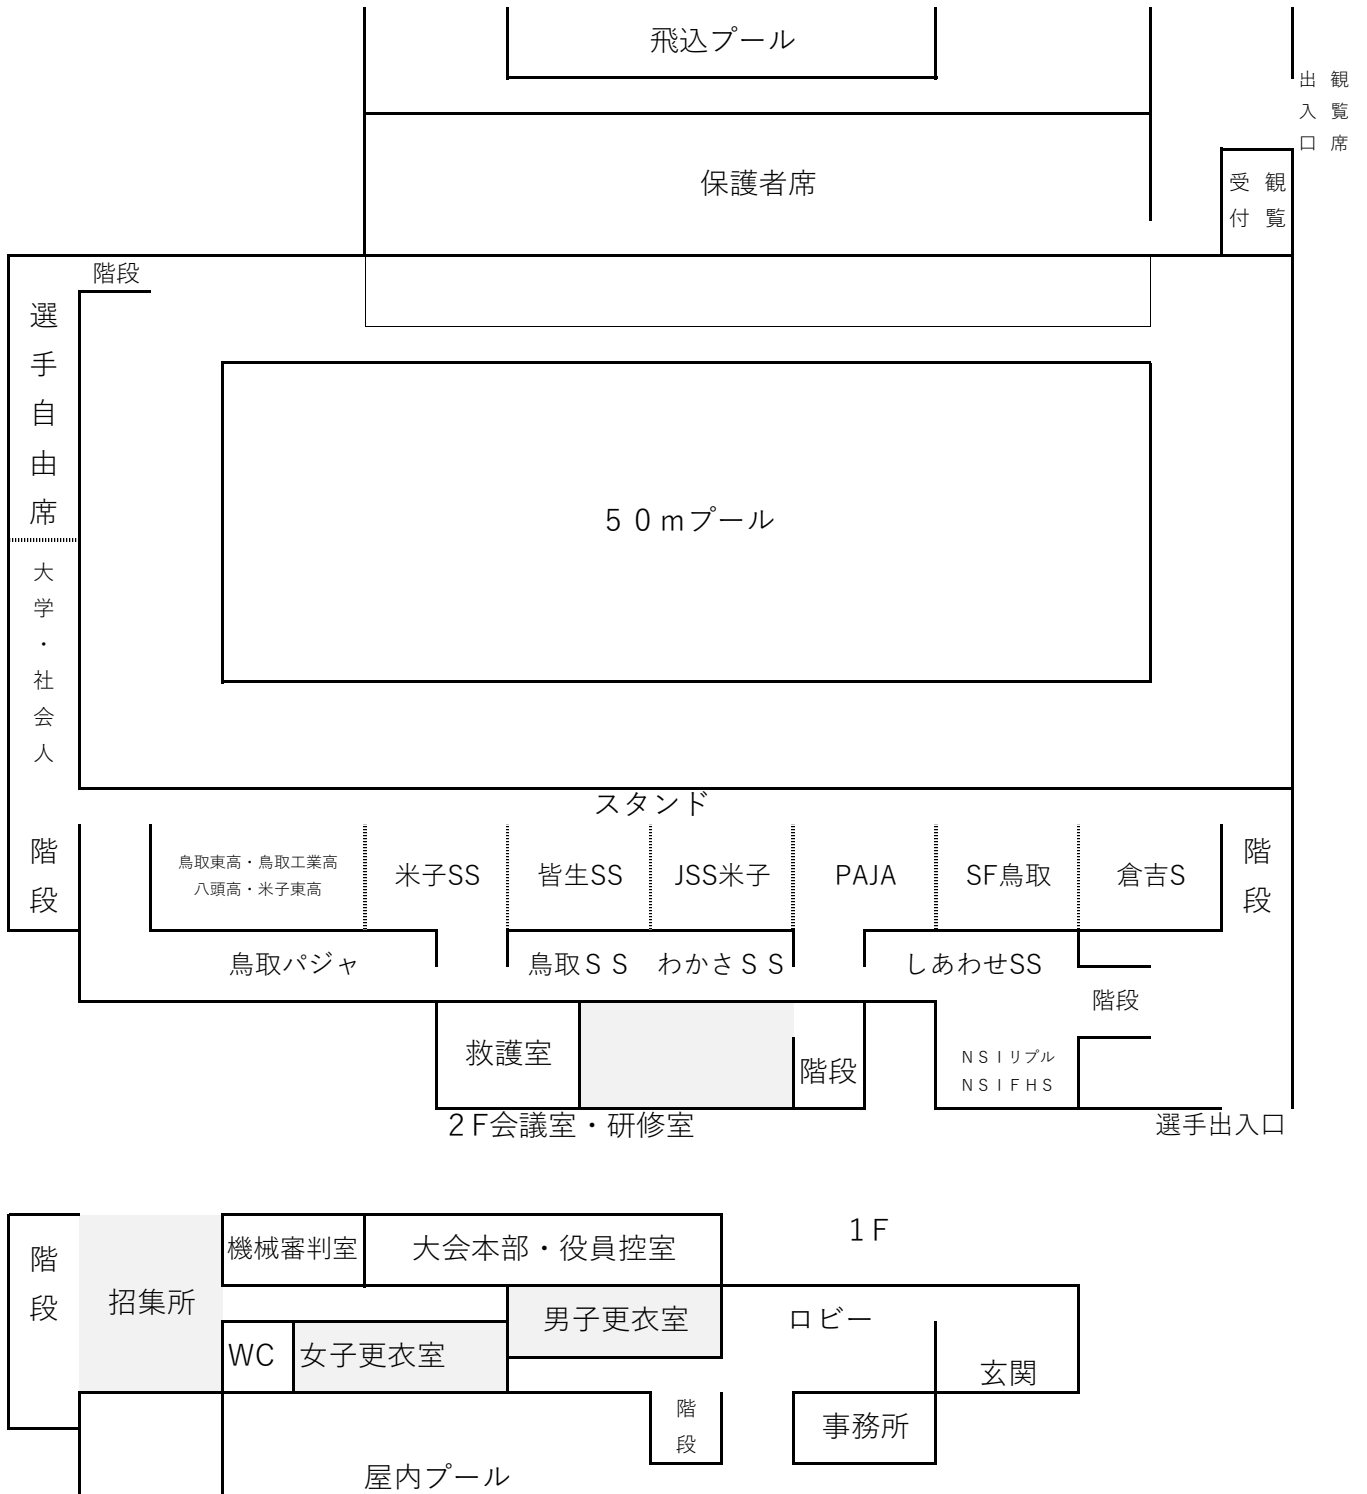 飛込プール
観覧席
出入口
保護者席
観覧
受付
階段
選手自由席
５０ｍプール
大学・社会人
スタンド
階段
鳥取東高・鳥取工業高
八頭高・米子東高
米子SS
皆生SS
JSS米子
PAJA
SF鳥取
倉吉S
階段
鳥取パジャ
鳥取ＳＳ　わかさＳＳ
しあわせSS
階段
救護室
階段
ＮＳＩリプル
ＮＳＩＦＨＳ
２F会議室・研修室
選手出入口
階段
招集所
機械審判室
大会本部・役員控室
１F
男子更衣室
ロビー
WC
女子更衣室
玄関
階段
事務所
屋内プール